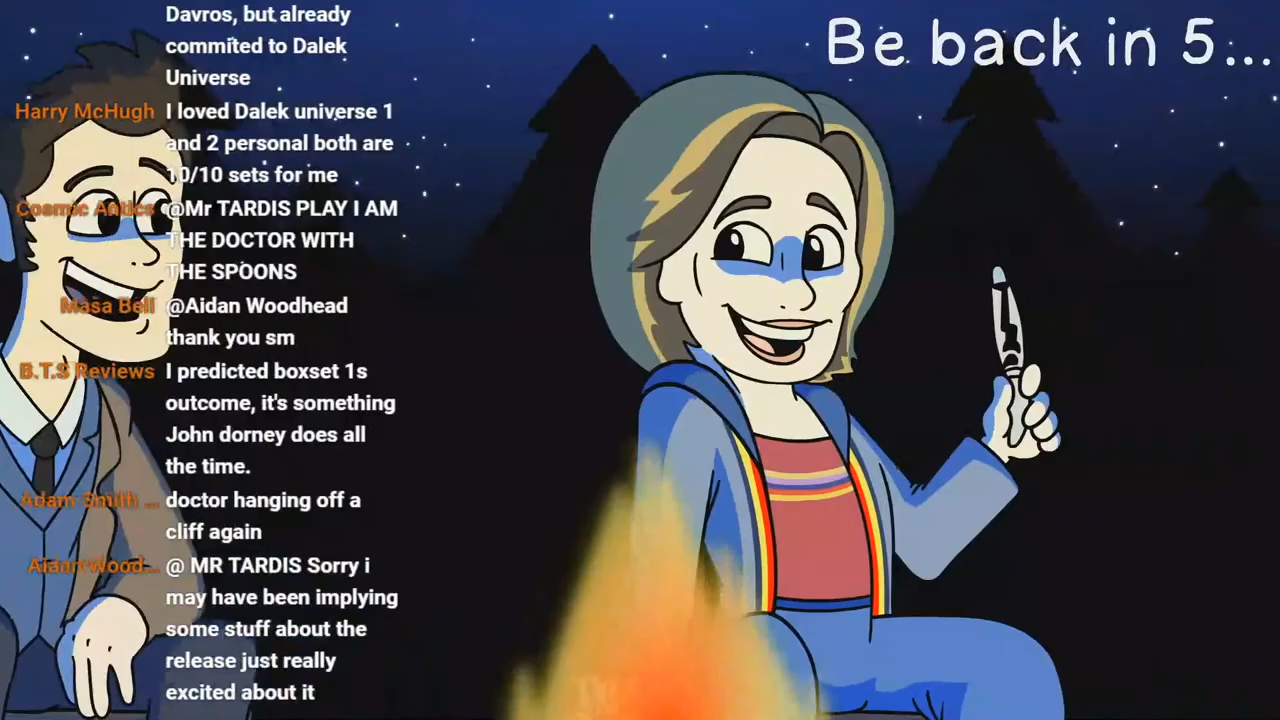 Be back in 5...
Davros, but already
commited to Dalek
Universe
Harry McHugh I loved Dalek universe 1
and 2 personal both are
10/10 sets for me
Cosmic Antics @Mr TARDIS PLAY I AM
THE DOCTOR WITH
THE SPOONS
Masa Bell @Aidan Woodhead
thank you sm
B.T.S Reviews I predicted boxset 1s
outcome, it's something
John dorney does all
the time.
Adam Smith ... doctor hanging off a
cliff again
Aidan Wood... @ MR TARDIS Sorry i
may have been implying
some stuff about the
release just really
excited about it